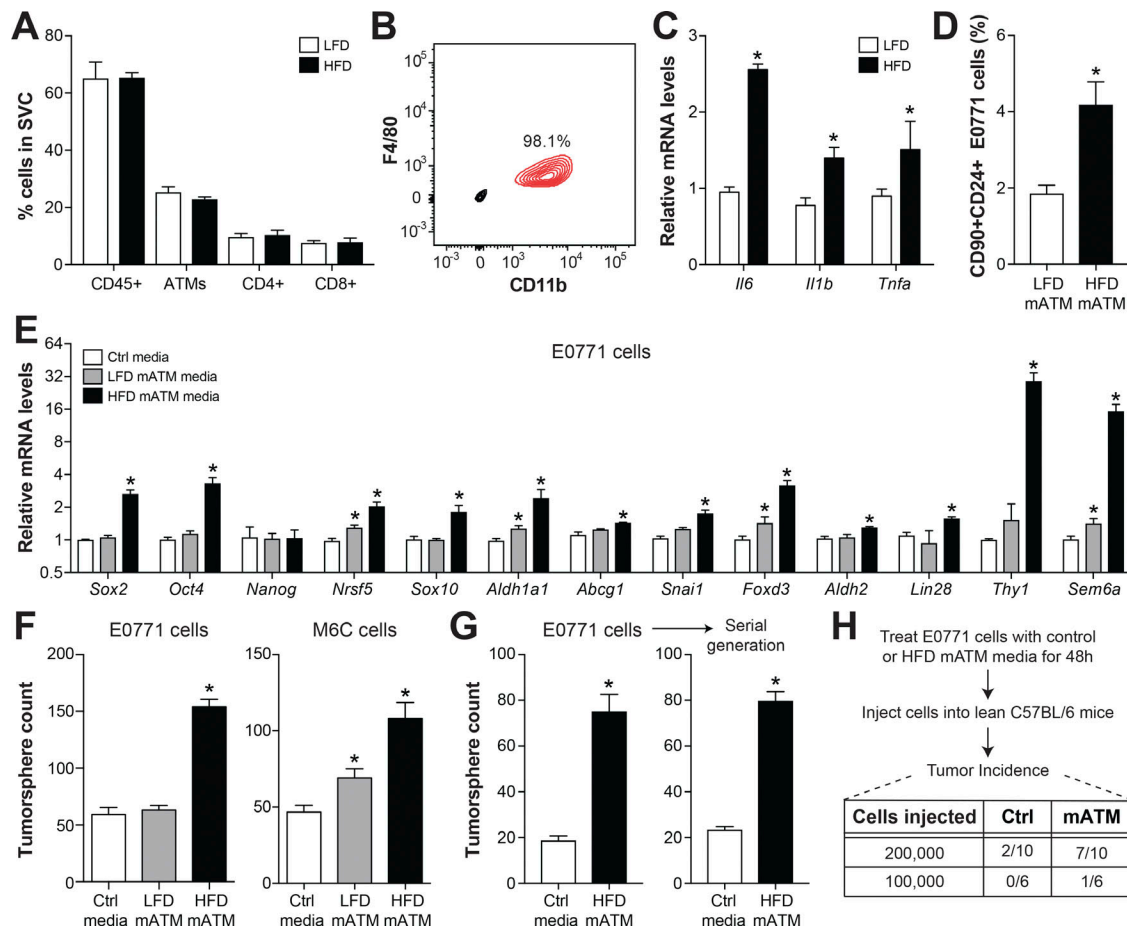 A
% cells in SVC
80
60
40
20
0
LFD
HFD
CD45+ ATMs CD4+ CD8+
B
F4/80
10^5
10^4
10^3
0
-10^-3
98.1%
-10^-3 0 10^3 10^4 10^5
CD11b
C
Relative mRNA levels
3
2
1
0
LFD
HFD
* * *
Il6 Il1b Tnfa
D
CD90+CD24+ E0771 cells (%)
6
4
2
0
*
LFD HFD
mATM mATM
E
E0771 cells
Relative mRNA levels
64
32
16
8
4
2
1
0.5
Ctrl media
LFD mATM media
HFD mATM media
* * * * * * * * * * * * * * * *
Sox2 Oct4 Nanog Nrsf5 Sox10 Aldh1a1 Abcg1 Snai1 Foxd3 Aldh2 Lin28 Thy1 Sem6a
F
E0771 cells
Tumorsphere count
200
150
100
50
0
*
Ctrl LFD HFD
media mATM mATM
M6C cells
150
100
50
0
* *
Ctrl LFD HFD
media mATM mATM
G
E0771 cells
Serial
generation
Tumorsphere count
100
80
60
40
20
0
*
Ctrl HFD
media mATM
100
80
60
40
20
0
*
Ctrl HFD
media mATM
H
Treat E0771 cells with control
or HFD mATM media for 48h
Inject cells into lean C57BL/6 mice
Tumor Incidence
Cells injected Ctrl mATM
200,000 2/10 7/10
100,000 0/6 1/6